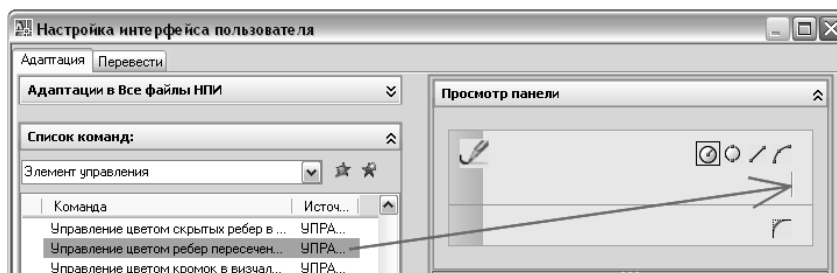 Настройка интерфейса пользователя
Адаптация Перевести
Адаптации в Все файлы НПИ
Просмотр панели
Список команд:
Элемент управления
Команда Источ...
Управление цветом скрытых ребер в ... УПРА...
Управление цветом ребер пересечен... УПРА...
Управление цветом кромок в визуал... УПРА...